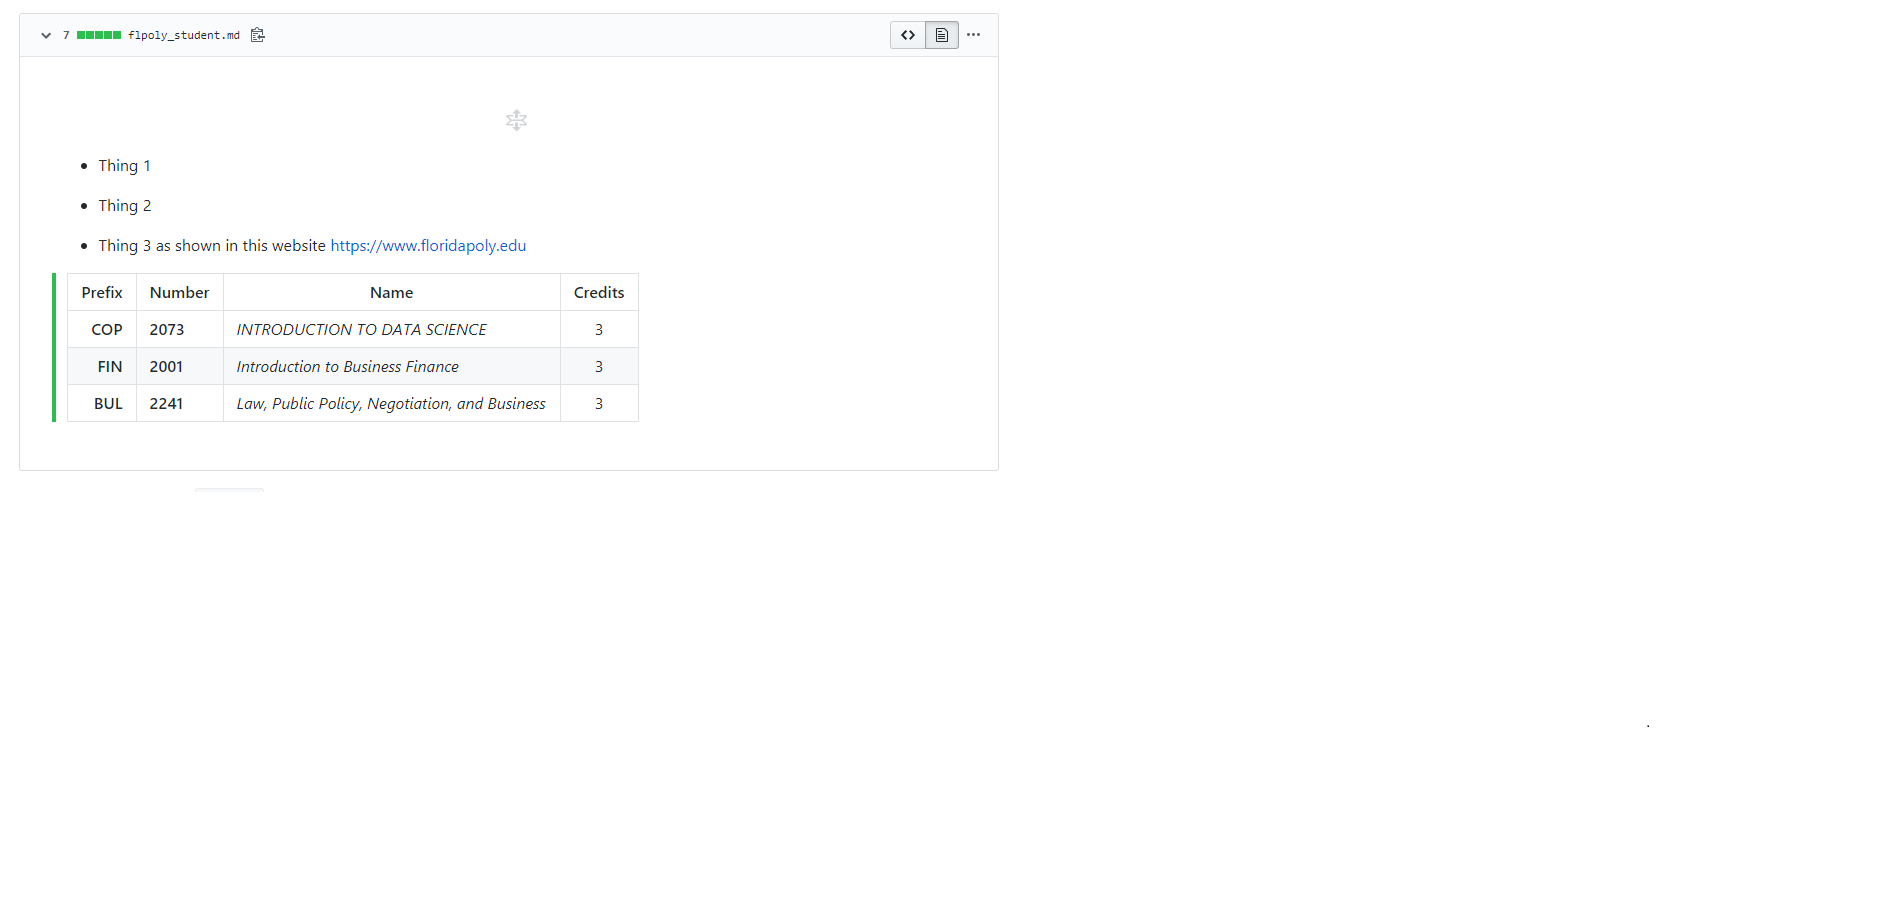 7 flpoly_student.md
Thing 1
Thing 2
Thing 3 as shown in this website https://www.floridapoly.edu
Prefix Number Name Credits
COP 2073 INTRODUCTION TO DATA SCIENCE 3
FIN 2001 Introduction to Business Finance 3
BUL 2241 Law, Public Policy, Negotiation, and Business 3